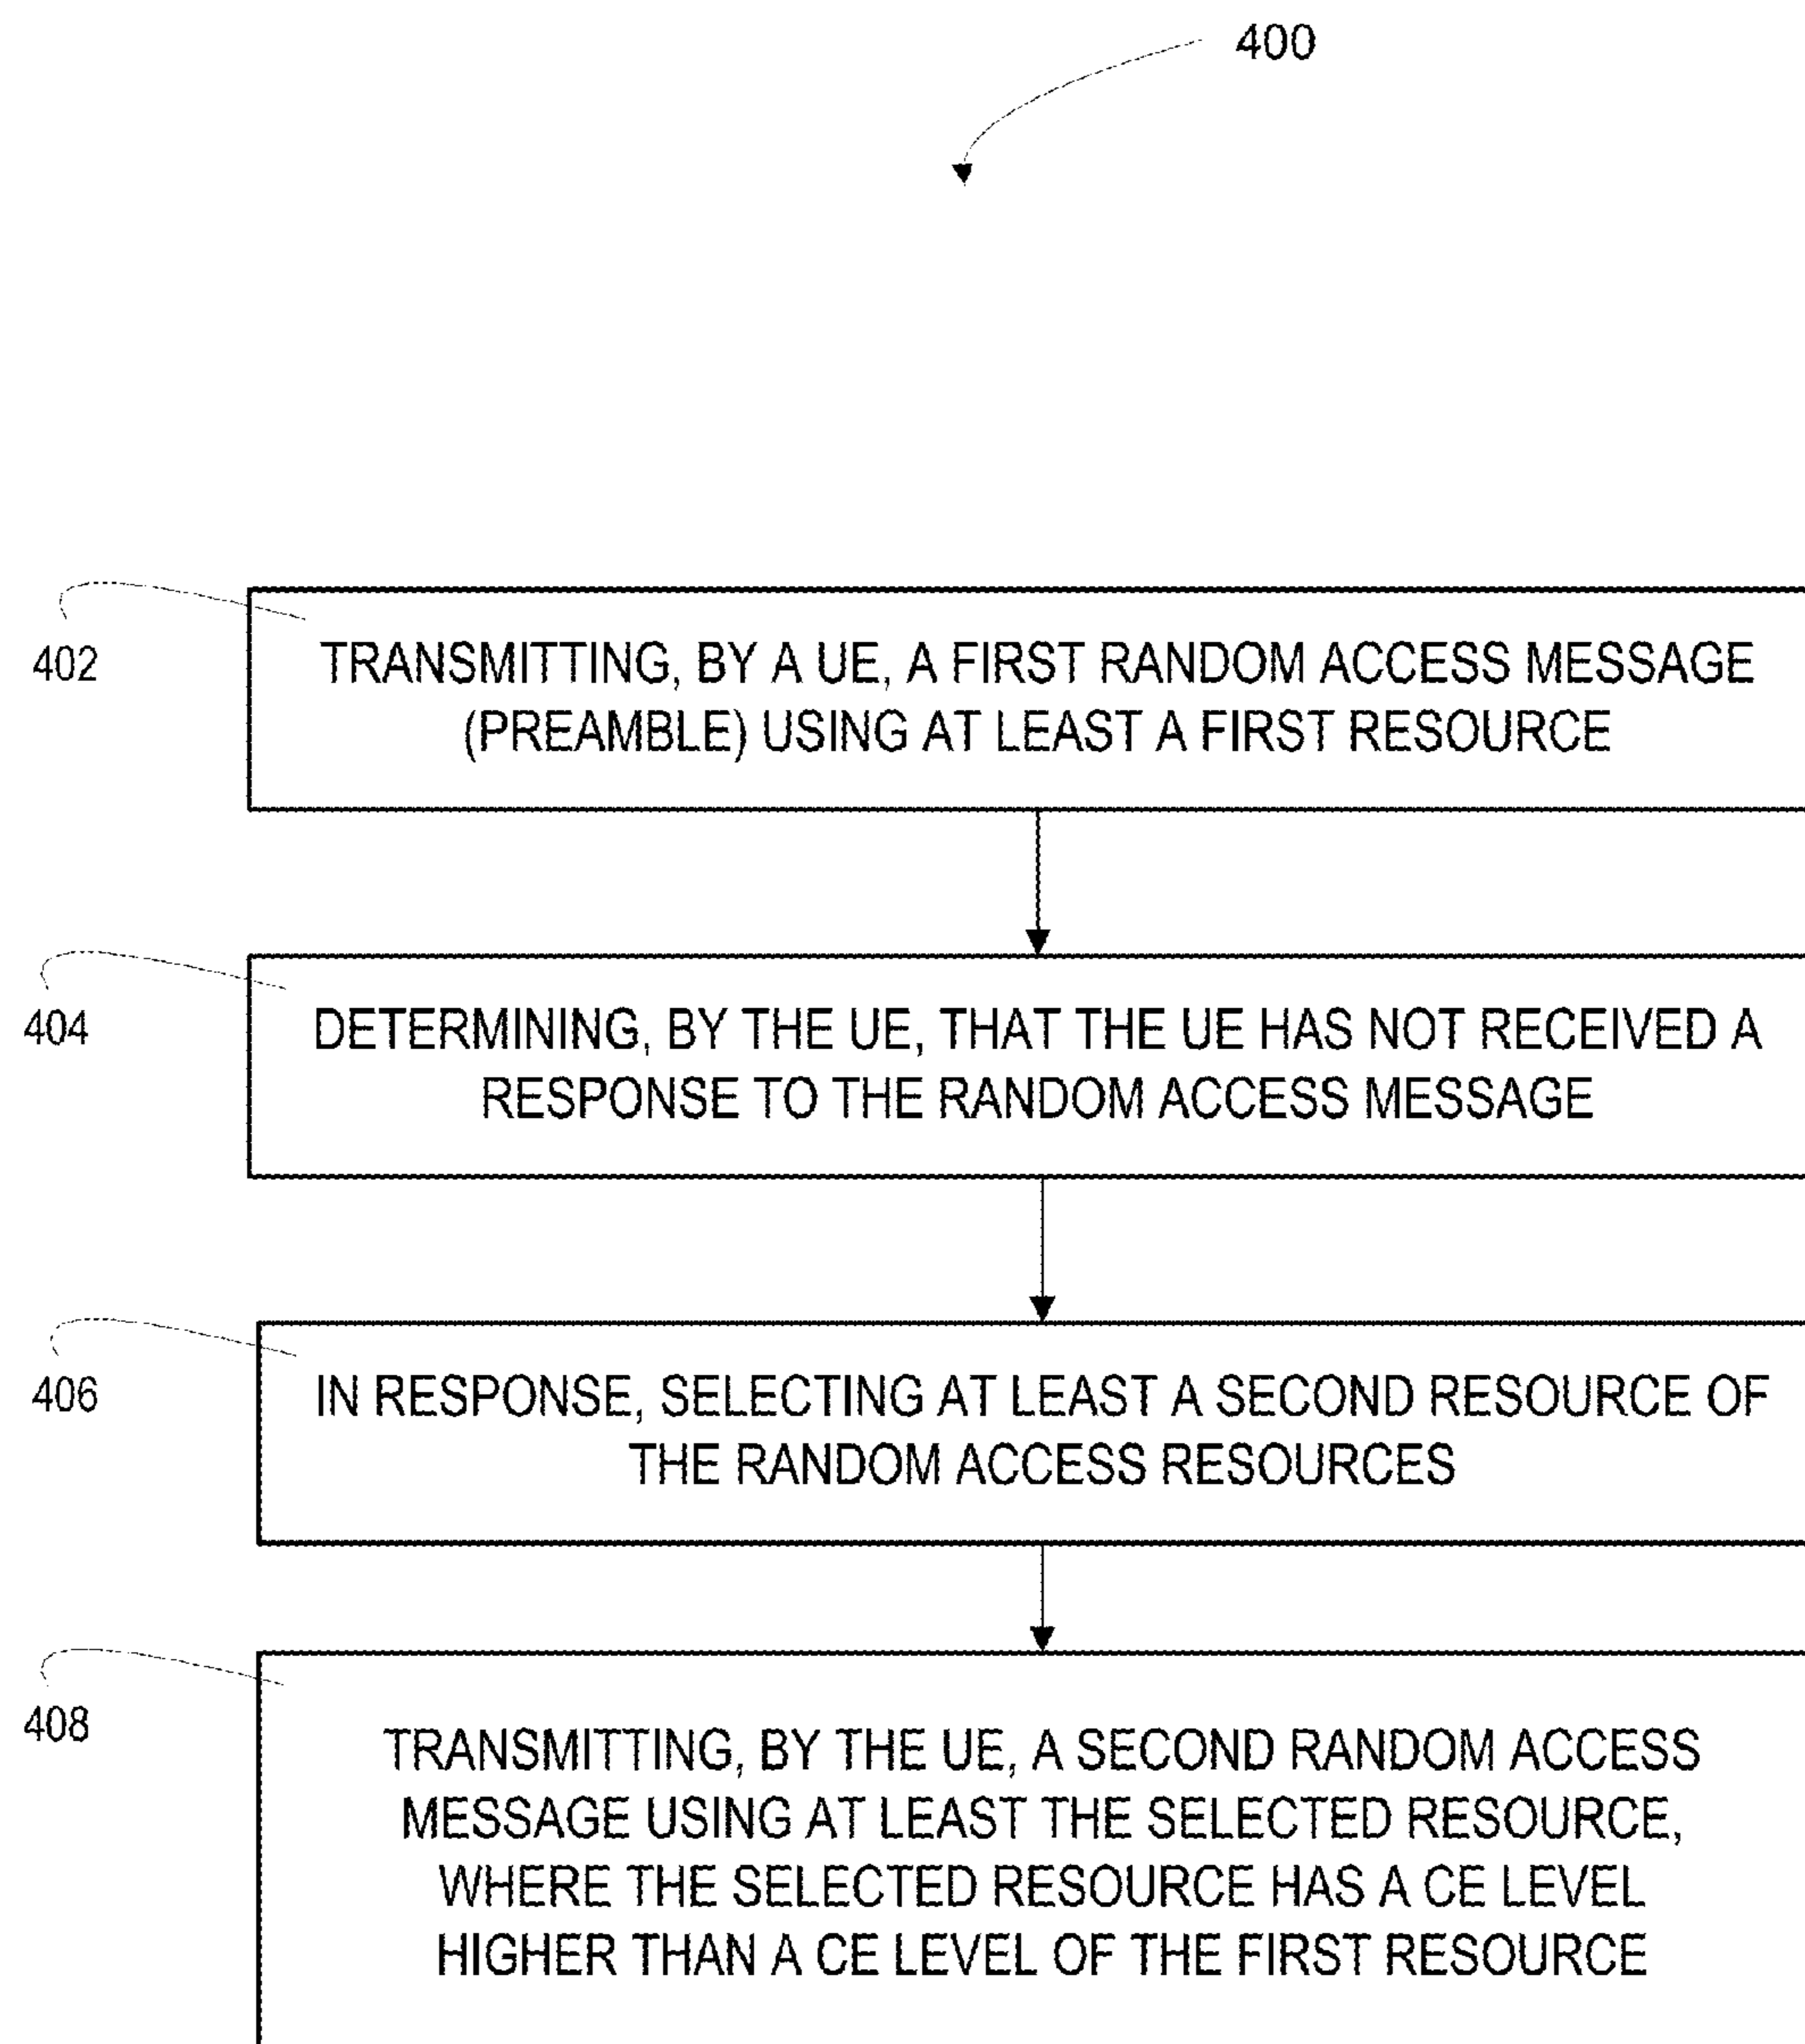 400
402
TRANSMITTING, BY A UE, A FIRST RANDOM ACCESS MESSAGE
(PREAMBLE) USING AT LEAST A FIRST RESOURCE
404
DETERMINING, BY THE UE, THAT THE UE HAS NOT RECEIVED A
RESPONSE TO THE RANDOM ACCESS MESSAGE
406
IN RESPONSE, SELECTING AT LEAST A SECOND RESOURCE OF
THE RANDOM ACCESS RESOURCES
408
TRANSMITTING, BY THE UE, A SECOND RANDOM ACCESS
MESSAGE USING AT LEAST THE SELECTED RESOURCE,
WHERE THE SELECTED RESOURCE HAS A CE LEVEL
HIGHER THAN A CE LEVEL OF THE FIRST RESOURCE